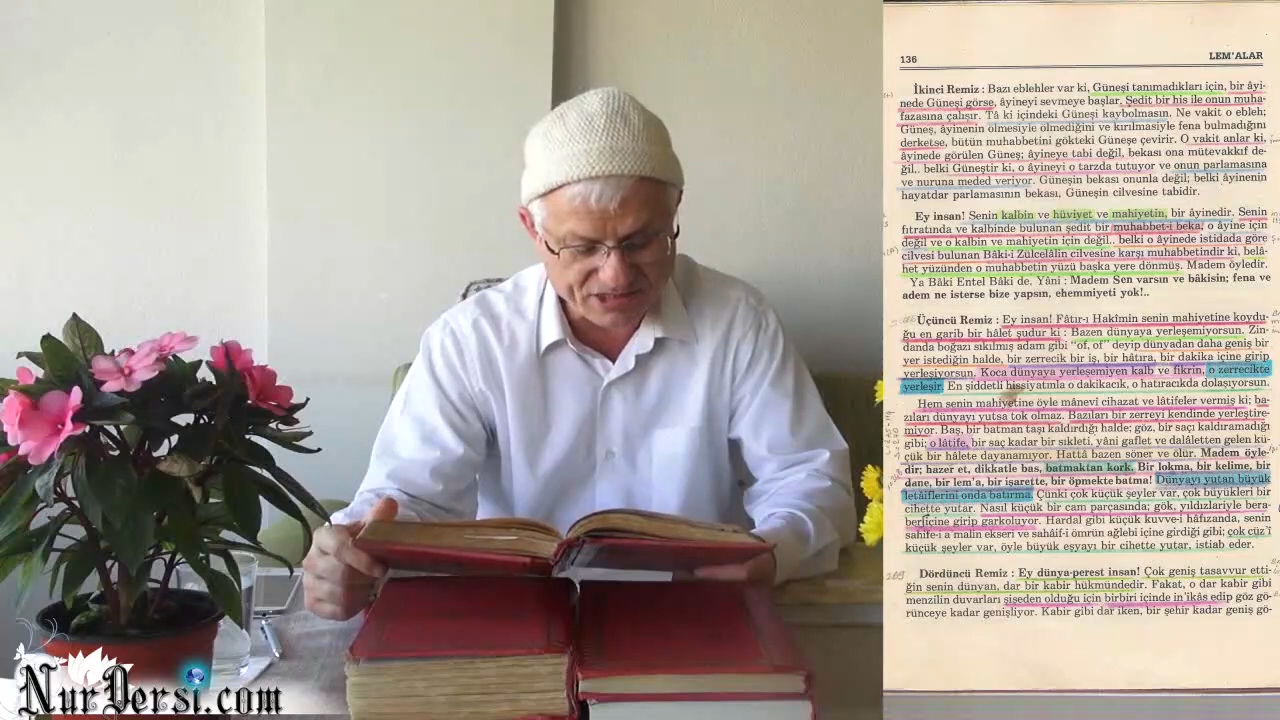 136
LEM'ALAR
İkinci Remiz : Bazı eblehler var ki, Güneşi tanımadıkları için, bir âyi-
nede Güneşi görse, âyineyi sevmeye başlar. Şedit bir his ile onun muha-
fazasına çalışır. Tâ ki içindeki Güneşi kaybolmasın. Ne vakit o ebleh;
Güneş, âyinenin ölmesiyle ölmediğini ve kırılmasiyle fena bulmadığını
derketse, bütün muhabbetini gökteki Güneşe çevirir. O vakit anlar ki,
âyinede görülen Güneş; âyineye tabi değil, bekası ona mütevakkıf de-
ğil.. belki Güneştir ki, o âyineyi o tarzda tutuyor ve onun parlamasına
ve nuruna meded veriyor. Güneşin bekası onunla değil; belki âyinenin
hayatdar parlamasının bekası, Güneşin cilvesine tabidir.
Ey insan! Senin kalbin ve hüviyet ve mahiyetin, bir âyinedir. Senin
fıtratında ve kalbinde bulunan şedit bir muhabbet-i beka, o âyine için
değil ve o kalbin ve mahiyetin için değil.. belki o âyinede istidada göre
cilvesi bulunan Bâki-i Zülcelâlin cilvesine karşı muhabbetindir ki, belâ-
het yüzünden o muhabbetin yüzü başka yere dönmüş. Madem öyledir.
Ya Bâki Entel Bâki de. Yâni : Madem Sen varsın ve bâkisin; fena ve
adem ne isterse bize yapsın, ehemmiyeti yok!..
Üçüncü Remiz : Ey insan! Fâtır-ı Hakîmin senin mahiyetine koydu-
ğu en garib bir hâlet şudur ki : Bazen dünyaya yerleşemiyorsun. Zin-
danda boğazı sıkılmış adam gibi "of, of" deyip dünyadan daha geniş bir
yer istediğin halde, bir zerrecik bir iş, bir hâtıra, bir dakika içine girip
yerleşiyorsun. Koca dünyaya yerleşemiyen kalb ve fikrin, o zerrecikte
yerleşir. En şiddetli hissiyatınla o dakikacık, o hatıracıkda dolaşıyorsun.
Hem senin mahiyetine öyle mânevi cihazat ve lâtifeler vermiş ki; ba-
zıları dünyayı yutsa tok olmaz. Bazıları bir zerreyi kendinde yerleştire-
miyor. Baş, bir batman taşı kaldırdığı halde; göz, bir saçı kaldıramadığı
gibi; o lâtife, bir saç kadar bir sıkleti, yâni gaflet ve dalâletten gelen kü-
çük bir hâlete dayanamıyor. Hattâ bazen söner ve ölür. Madem öyle-
dir; hazer et, dikkatle bas, batmaktan kork. Bir lokma, bir kelime, bir
dane, bir lem'a, bir işarette, bir öpmekte batma! Dünyayı yutan büyük
letâiflerini onda batırma. Çünki çok küçük şeyler var, çok büyükleri bir
cihette yutar. Nasıl küçük bir cam parçasında; gök, yıldızlariyle bera-
ber içine girip garkoluyor. Hardal gibi küçük kuvve-i hâfızanda, senin
sahife-i a'malin ekseri ve sahâif-i ömrün ağlebi içine girdiği gibi; çok cüz'î
küçük şeyler var, öyle büyük eşyayı bir cihette yutar, istiab eder.
Dördüncü Remiz : Ey dünya-perest insan! Çok geniş tasavvur etti-
ğin senin dünyan, dar bir kabir hükmündedir. Fakat, o dar kabir gibi
menzilin duvarları şişeden olduğu için birbiri içinde in'ikâs edip göz gö-
rünceye kadar genişliyor. Kabir gibi dar iken, bir şehir kadar geniş gö-
NurDersi.com